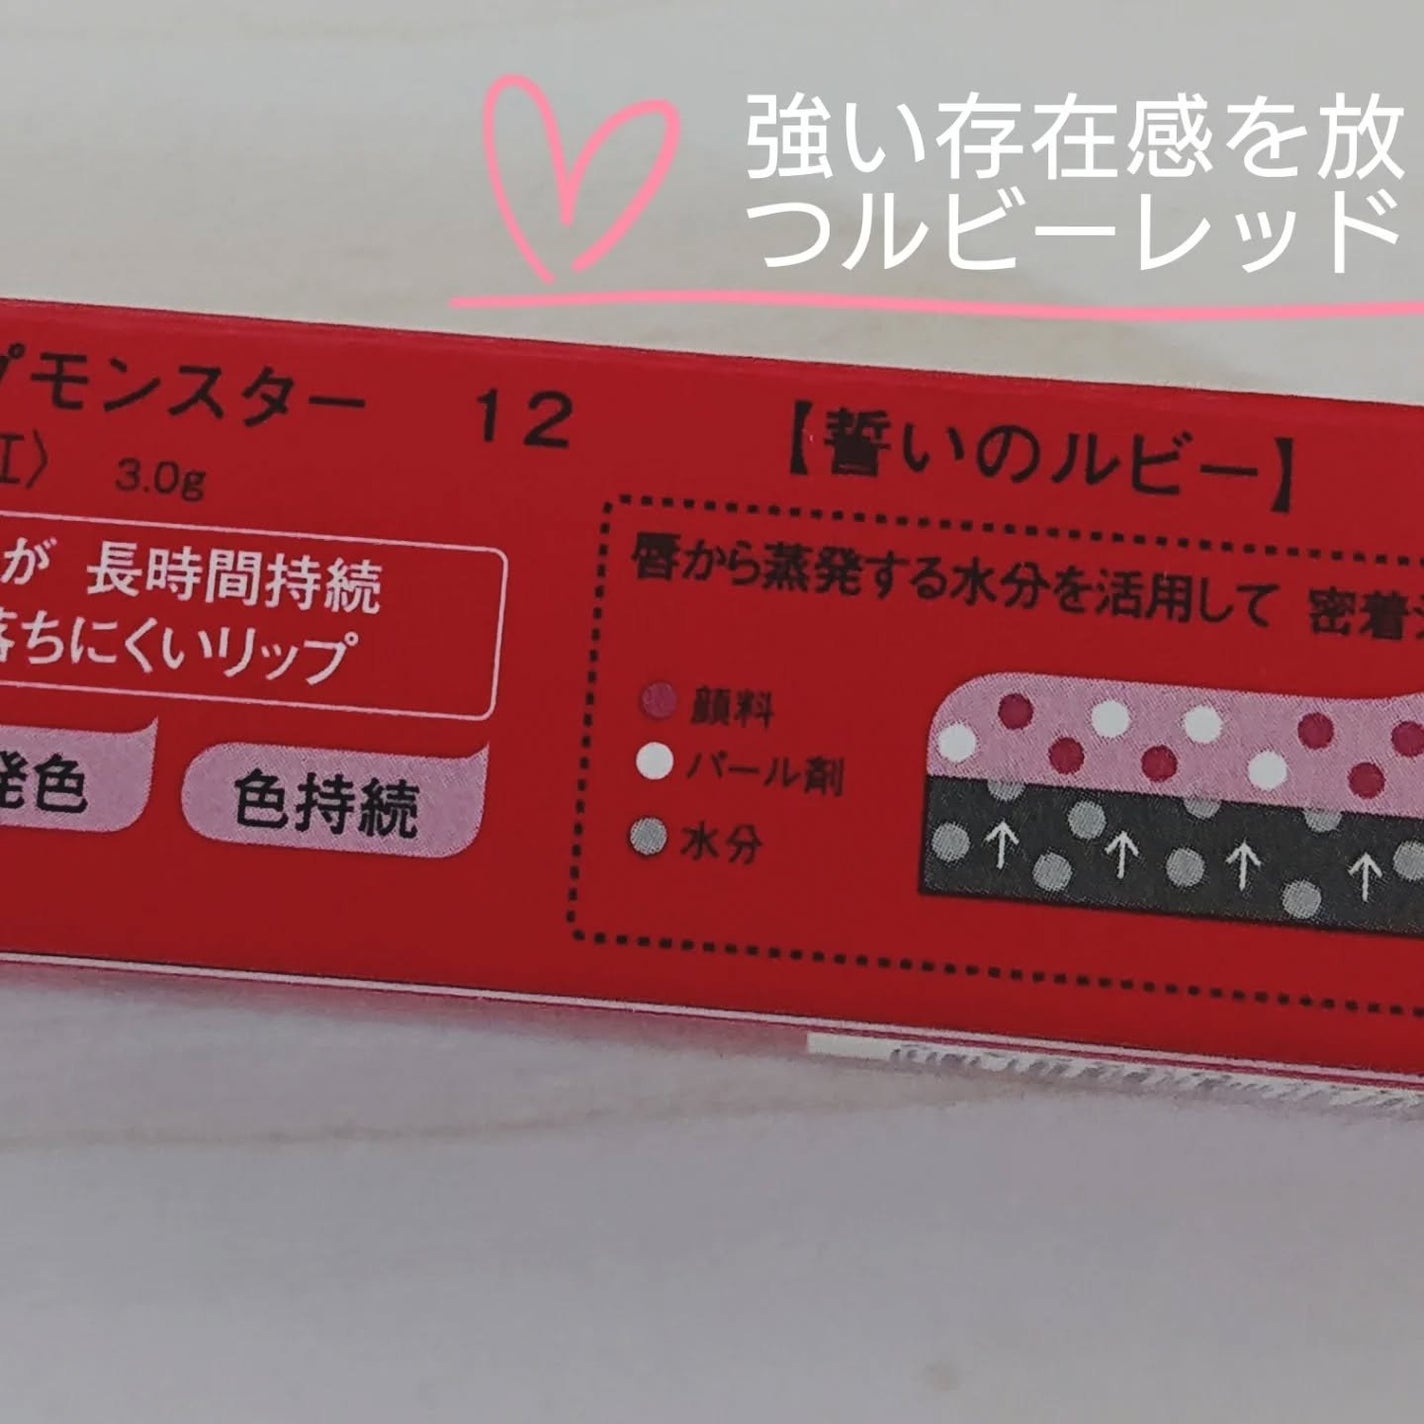 強い存在感を放
つルビーレッド
プモンスター 12 【誓いのルビー】
紅〉 3.0g
が 長時間持続
落ちにくいリップ
発色 色持続
唇から蒸発する水分を活用して 密着
顔料
パール剤
水分